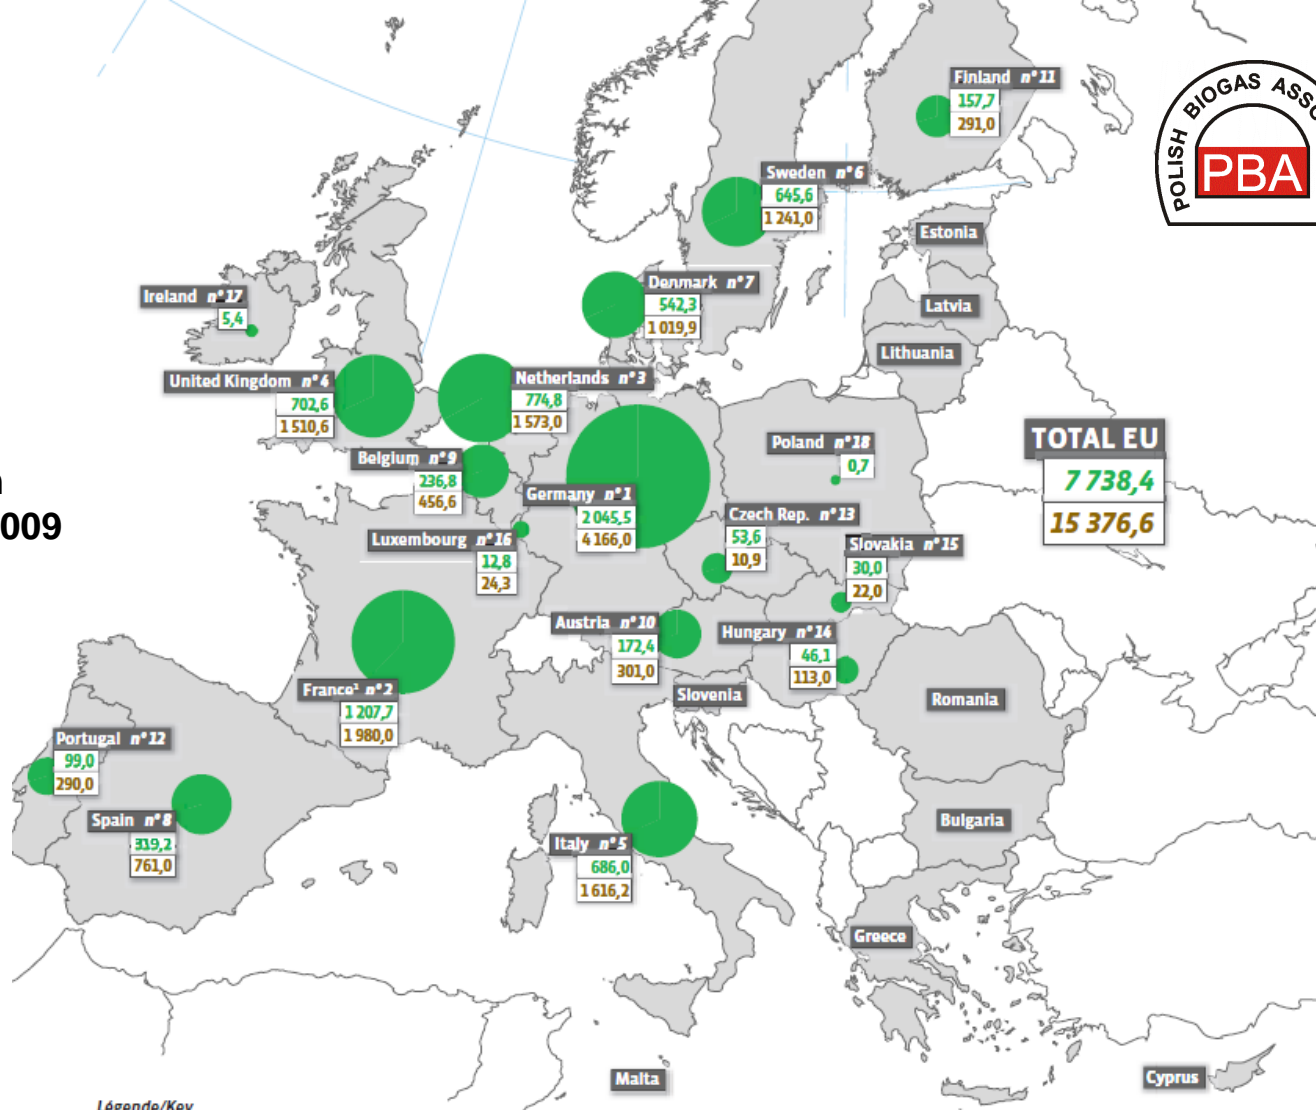 Finland n°11
157,7
291,0
POLISH BIOGAS
PBA
Sweden n°6
645,6
1 241,0
Estonia
Denmark n°7
542,3
1 019,9
Ireland n°17
5,4
Latvia
Lithuania
United Kingdom n°4
702,6
1 510,6
Netherlands n°3
774,8
1 573,0
TOTAL EU
7 738,4
15 376,6
Poland n°18
0,7
Belgium n°9
236,8
456,6
Germany n°1
2 045,5
4 166,0
009
Czech Rep. n°13
53,6
10,9
Luxembourg n°16
12,8
24,3
Slovakia n°15
30,0
22,0
Austria n°10
172,4
301,0
Hungary n°14
46,1
113,0
France¹ n°2
1 207,7
1 980,0
Slovenia
Romania
Portugal n°12
99,0
290,0
Spain n°8
319,2
761,0
Italy n°5
686,0
1 616,2
Bulgaria
Greece
Malta
Cyprus
Légende/Key